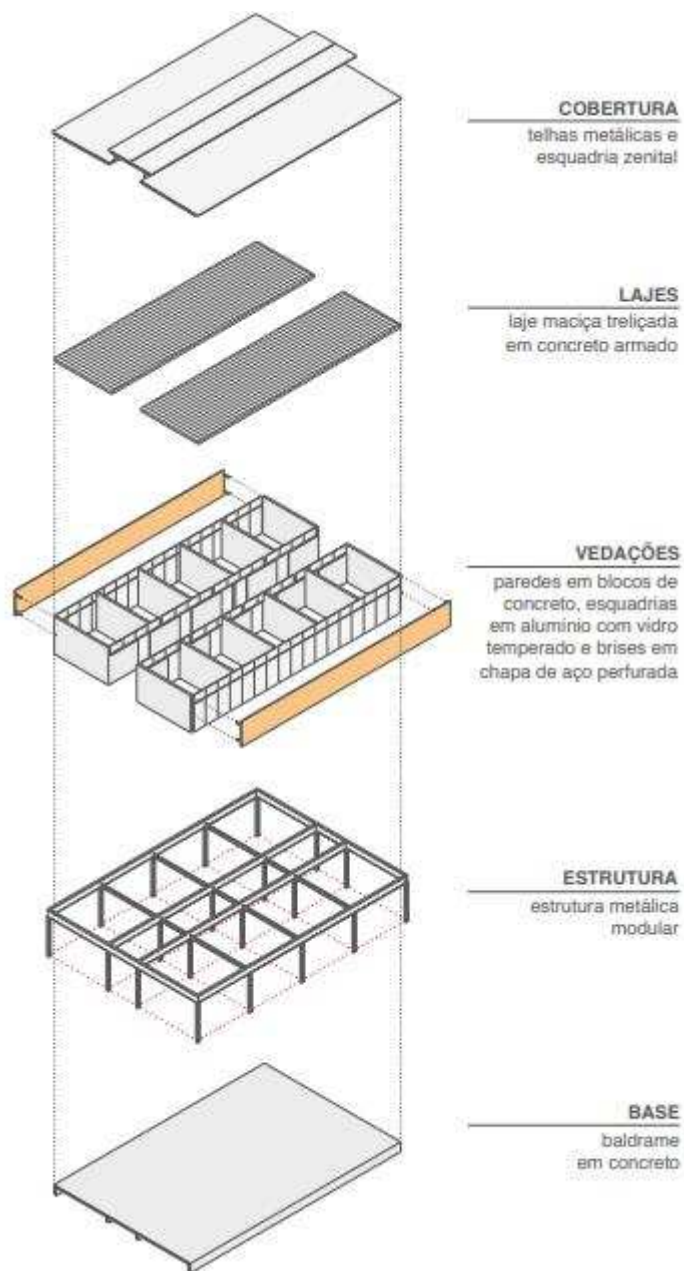 COBERTURA
telhas metálicas e
esquadria zenital
LAJES
laje maciça treliçada
em concreto armado
VEDAÇÕES
paredes em blocos de
concreto, esquadrias
em alumínio com vidro
temperado e brises em
chapa de aço perfurada
ESTRUTURA
estrutura metálica
modular
BASE
baldrame
em concreto